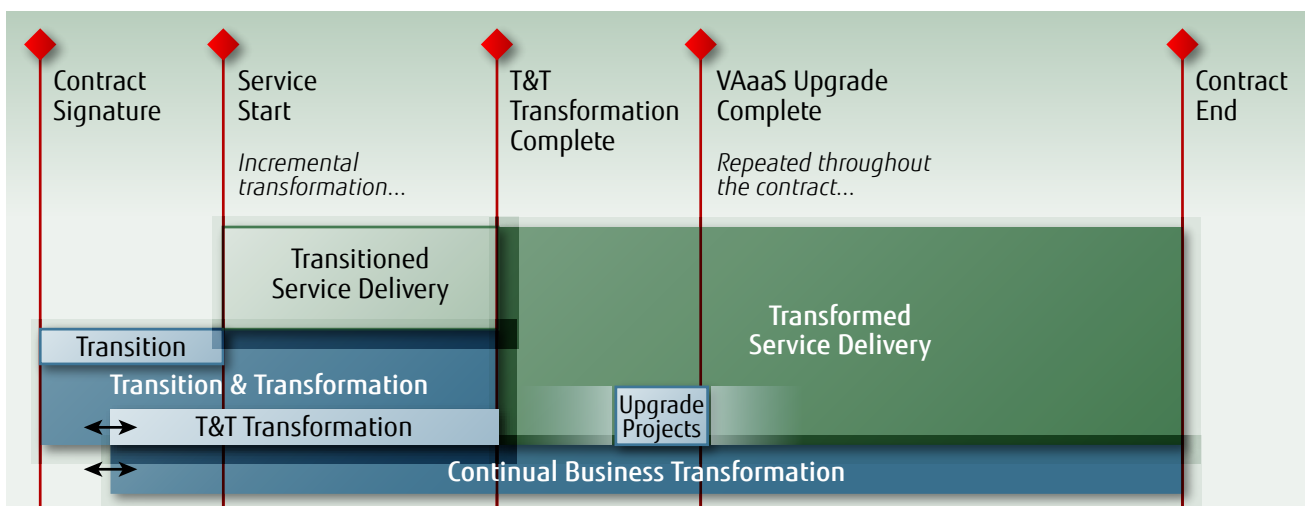 Contract
Signature
Service
Start
Incremental
transformation...
T&T
Transformation
Complete
VAaaS Upgrade
Complete
Repeated throughout
the contract...
Contract
End
Transitioned
Service Delivery
Transformed
Service Delivery
Transition
Transition & Transformation
T&T Transformation
Upgrade
Projects
Continual Business Transformation